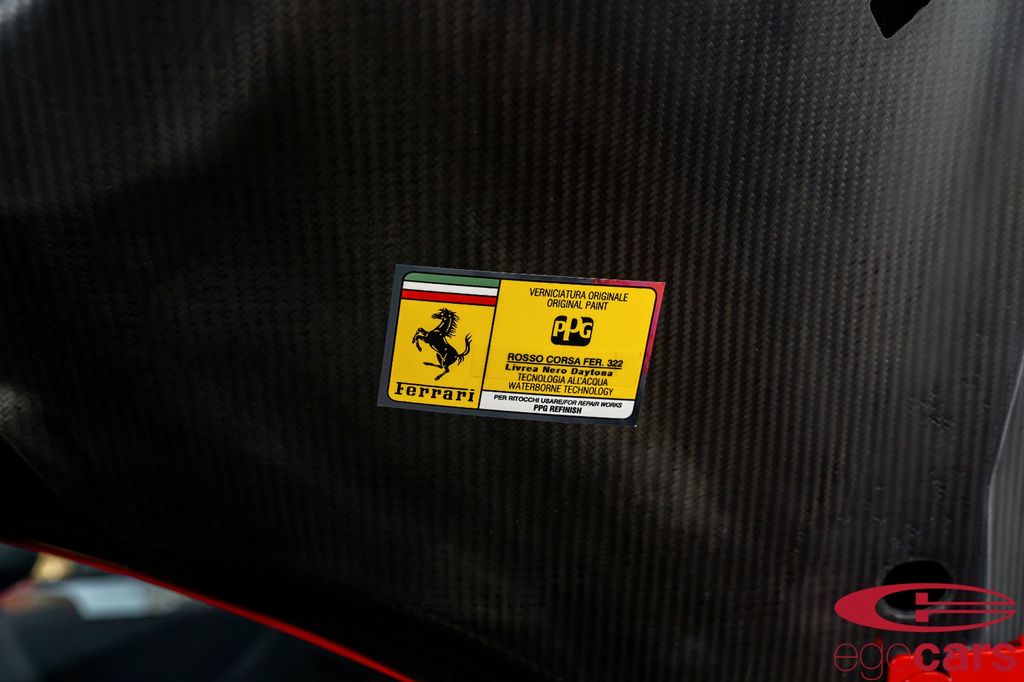 Ferrari
VERNICIATURA ORIGINALE
ORIGINAL PAINT
PPG
ROSSO CORSA FER. 322
Livrea Nero Daytona
TECNOLOGIA ALL'ACQUA
WATERBORNE TECHNOLOGY
PER RITOCCHI USARE/FOR REPAIR WORKS
PPG REFINISH
egocars